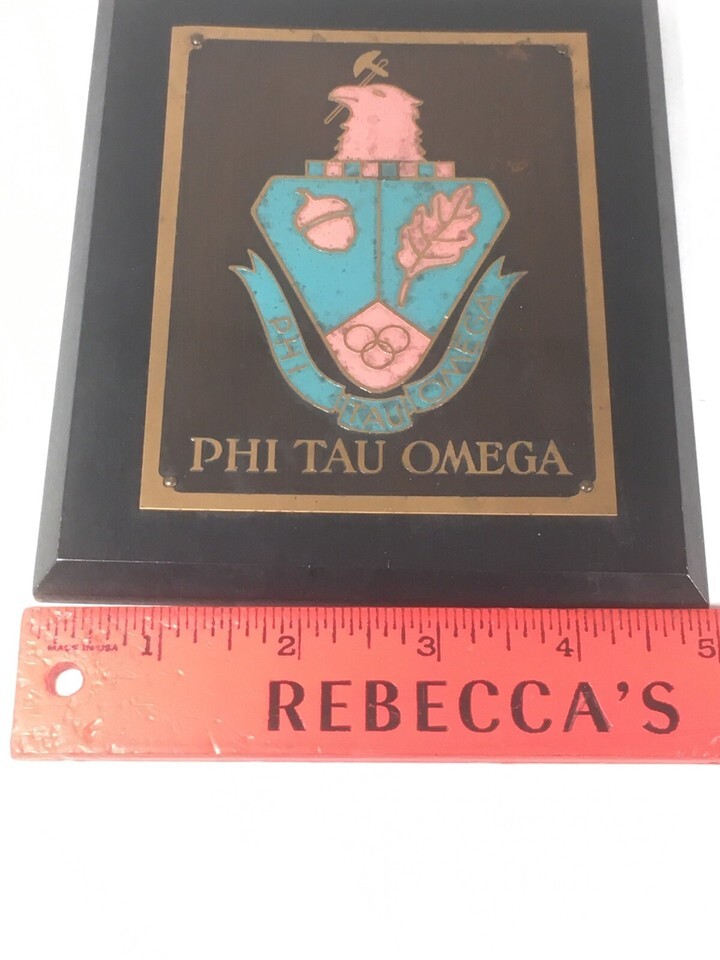 PHI TAU OMEGA
PHI TAU OMEGA
1 2 3 4 5
MADE IN USA
REBECCA'S